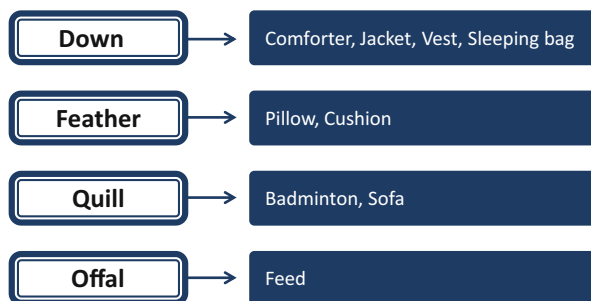 Down
Comforter, Jacket, Vest, Sleeping bag
Feather
Pillow, Cushion
Quill
Badminton, Sofa
Offal
Feed